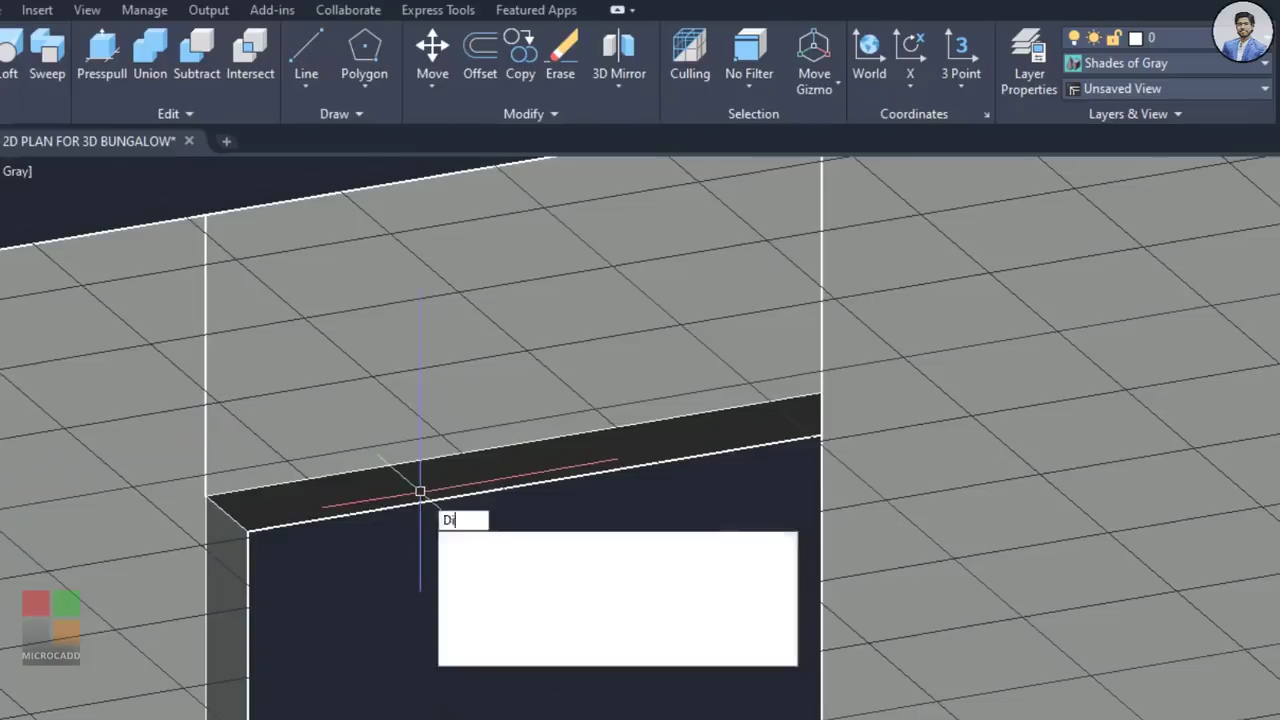 Insert View Manage Output Add-ins Collaborate Express Tools Featured Apps
Sweep Presspull Union Subtract Intersect Line Polygon Move Offset Copy Erase 3D Mirror Culling No Filter Move Gizmo World X 3 Point Layer Properties
0
Shades of Gray
Unsaved View
Edit Draw Modify Selection Coordinates Layers & View
2D PLAN FOR 3D BUNGALOW*
Gray]
Di
MICROCADD